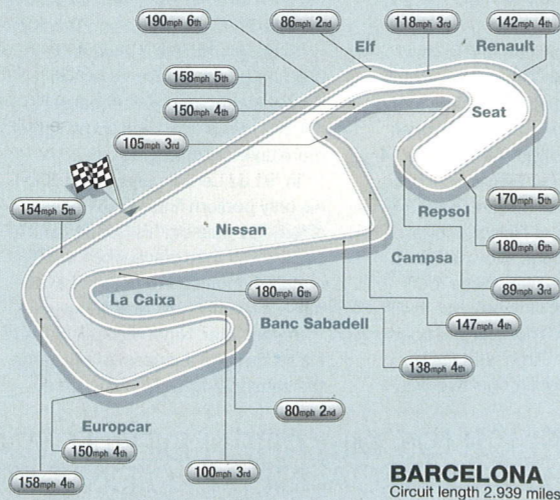 190mph 6th
86mph 2nd
118mph 3rd
142mph 4th
Elf
Renault
158mph 5th
150mph 4th
Seat
105mph 3rd
154mph 5th
170mph 5th
Repsol
Nissan
180mph 6th
Campsa
180mph 6th
89mph 3rd
La Caixa
Banc Sabadell
147mph 4th
138mph 4th
80mph 2nd
Europcar
150mph 4th
100mph 3rd
158mph 4th
BARCELONA
Circuit length 2.939 miles